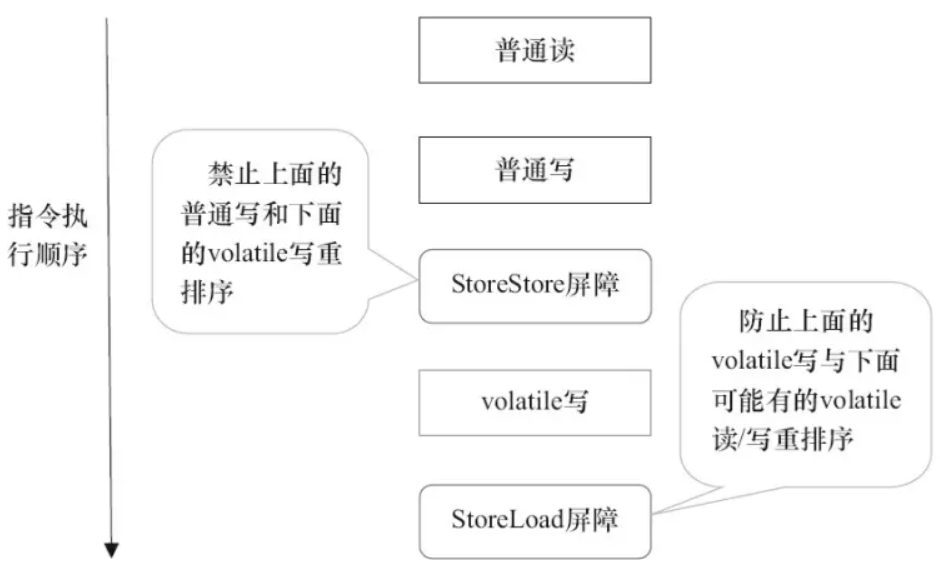 普通读
普通写
禁止上面的
普通写和下面
的volatile写重
排序
指令执
行顺序
StoreStore屏障
防止上面的
volatile写与下面
可能有的volatile
读/写重排序
volatile写
StoreLoad屏障